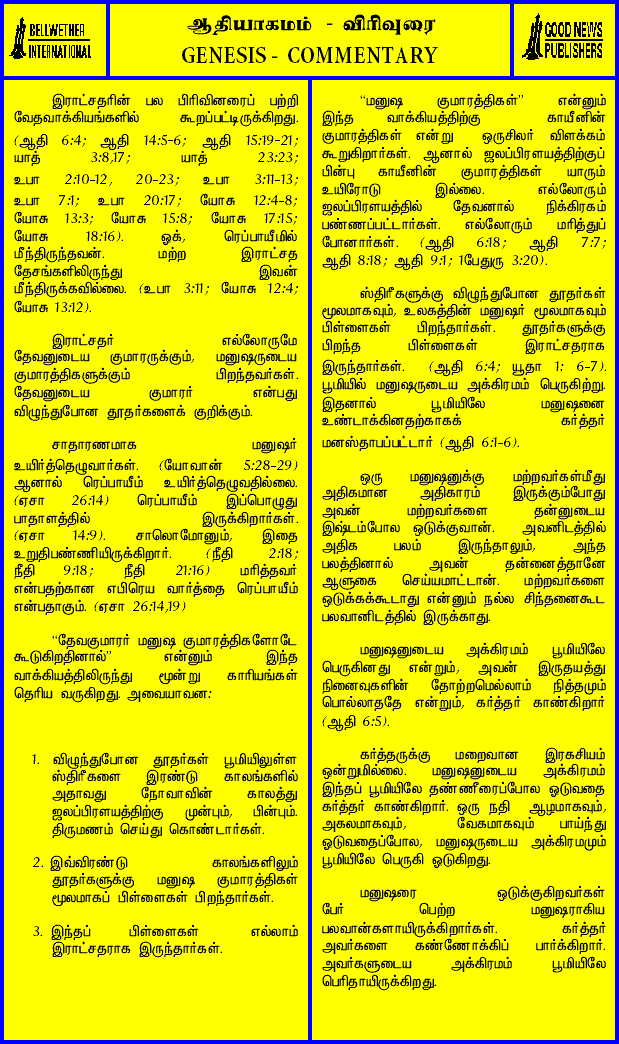 BELLWETHER
INTERNATIONAL
ஆதியாகமம் - விரிவுரை
GENESIS - COMMENTARY
GOOD NEWS
PUBLISHERS
இராட்சதரின் பல பிரிவினரைப் பற்றி
வேதவாக்கியங்களில் கூறப்பட்டிருக்கிறது.
(ஆதி 6:4; ஆதி 14:5-6; ஆதி 15:19-21;
யாத் 3:8,17; யாத் 23:23;
உபா 2:10-12, 20-23; உபா 3:11-13;
உபா 7:1; உபா 20:17; யோசு 12:4-8;
யோசு 13:3; யோசு 15:8; யோசு 17:15;
யோசு 18:16). ஒக், ரெப்பாயீமில்
மீந்திருந்தவன். மற்ற இராட்சத
தேசங்களிலிருந்து இவன்
மீந்திருக்கவில்லை. (உபா 3:11; யோசு 12:4;
யோசு 13:12).
இராட்சதர் எல்லோருமே
தேவனுடைய குமாரருக்கும், மனுஷருடைய
குமாரத்திகளுக்கும் பிறந்தவர்கள்.
தேவனுடைய குமாரர் என்பது
விழுந்துபோன தூதர்களைக் குறிக்கும்.
சாதாரணமாக மனுஷர்
உயிர்த்தெழுவார்கள். (யோவான் 5:28-29)
ஆனால் ரெப்பாயீம் உயிர்த்தெழுவதில்லை.
(ஏசா 26:14) ரெப்பாயீம் இப்பொழுது
பாதாளத்தில் இருக்கிறார்கள்.
(ஏசா 14:9). சாலொமோனும், இதை
உறுதிபண்ணியிருக்கிறார். (நீதி 2:18;
நீதி 9:18; நீதி 21:16) மரித்தவர்
என்பதற்கான எபிரெய வார்த்தை ரெப்பாயீம்
என்பதாகும். (ஏசா 26:14,19)
“தேவகுமாரர் மனுஷ குமாரத்திகளோடே
கூடுகிறதினால்” என்னும் இந்த
வாக்கியத்திலிருந்து மூன்று காரியங்கள்
தெரிய வருகிறது. அவையாவன:
1. விழுந்துபோன தூதர்கள் பூமியிலுள்ள
ஸ்திரீகளை இரண்டு காலங்களில்
அதாவது நோவாவின் காலத்து
ஜலப்பிரளயத்திற்கு முன்பும், பின்பும்.
திருமணம் செய்து கொண்டார்கள்.
2. இவ்விரண்டு காலங்களிலும்
தூதர்களுக்கு மனுஷ குமாரத்திகள்
மூலமாகப் பிள்ளைகள் பிறந்தார்கள்.
3. இந்தப் பிள்ளைகள் எல்லாம்
இராட்சதராக இருந்தார்கள்.
“மனுஷ குமாரத்திகள்” என்னும்
இந்த வாக்கியத்திற்கு காயீனின்
குமாரத்திகள் என்று ஒருசிலர் விளக்கம்
கூறுகிறார்கள். ஆனால் ஜலப்பிரளயத்திற்குப்
பின்பு காயீனின் குமாரத்திகள் யாரும்
உயிரோடு இல்லை. எல்லோரும்
ஜலப்பிரளயத்தில் தேவனால் நிக்கிரகம்
பண்ணப்பட்டார்கள். எல்லோரும் மரித்துப்
போனார்கள். (ஆதி 6:18; ஆதி 7:7;
ஆதி 8:18; ஆதி 9:1; 1பேதுரு 3:20).
ஸ்திரீகளுக்கு விழுந்துபோன தூதர்கள்
மூலமாகவும், உலகத்தின் மனுஷர் மூலமாகவும்
பிள்ளைகள் பிறந்தார்கள். தூதர்களுக்கு
பிறந்த பிள்ளைகள் இராட்சதராக
இருந்தார்கள். (ஆதி 6:4; யூதா 1: 6-7).
பூமியில் மனுஷருடைய அக்கிரமம் பெருகிற்று.
இதனால் பூமியிலே மனுஷனை
உண்டாக்கினதற்காகக் கர்த்தர்
மனஸ்தாபப்பட்டார் (ஆதி 6:1-6).
ஒரு மனுஷனுக்கு மற்றவர்கள்மீது
அதிகமான அதிகாரம் இருக்கும்போது
அவன் மற்றவர்களை தன்னுடைய
இஷ்டம்போல ஒடுக்குவான். அவனிடத்தில்
அதிக பலம் இருந்தாலும், அந்த
பலத்தினால் அவன் தன்னைத்தானே
ஆளுகை செய்யமாட்டான். மற்றவர்களை
ஒடுக்கக்கூடாது என்னும் நல்ல சிந்தனைகூட
பலவானிடத்தில் இருக்காது.
மனுஷனுடைய அக்கிரமம் பூமியிலே
பெருகினது என்றும், அவன் இருதயத்து
நினைவுகளின் தோற்றமெல்லாம் நித்தமும்
பொல்லாததே என்றும், கர்த்தர் காண்கிறார்
(ஆதி 6:5).
கர்த்தருக்கு மறைவான இரகசியம்
ஒன்றுமில்லை. மனுஷனுடைய அக்கிரமம்
இந்தப் பூமியிலே தண்ணீரைப்போல ஓடுவதை
கர்த்தர் காண்கிறார். ஒரு நதி ஆழமாகவும்,
அகலமாகவும், வேகமாகவும் பாய்ந்து
ஓடுவதைப்போல, மனுஷருடைய அக்கிரமமும்
பூமியிலே பெருகி ஓடுகிறது.
மனுஷரை ஒடுக்குகிறவர்கள்
பேர் பெற்ற மனுஷராகிய
பலவான்களாயிருக்கிறார்கள். கர்த்தர்
அவர்களை கண்ணோக்கிப் பார்க்கிறார்.
அவர்களுடைய அக்கிரமம் பூமியிலே
பெரிதாயிருக்கிறது.